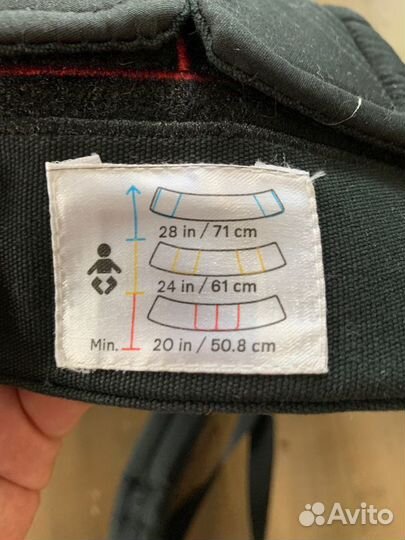 28 in / 71 cm
24 in / 61 cm
Min. 20 in / 50.8 cm
Avito